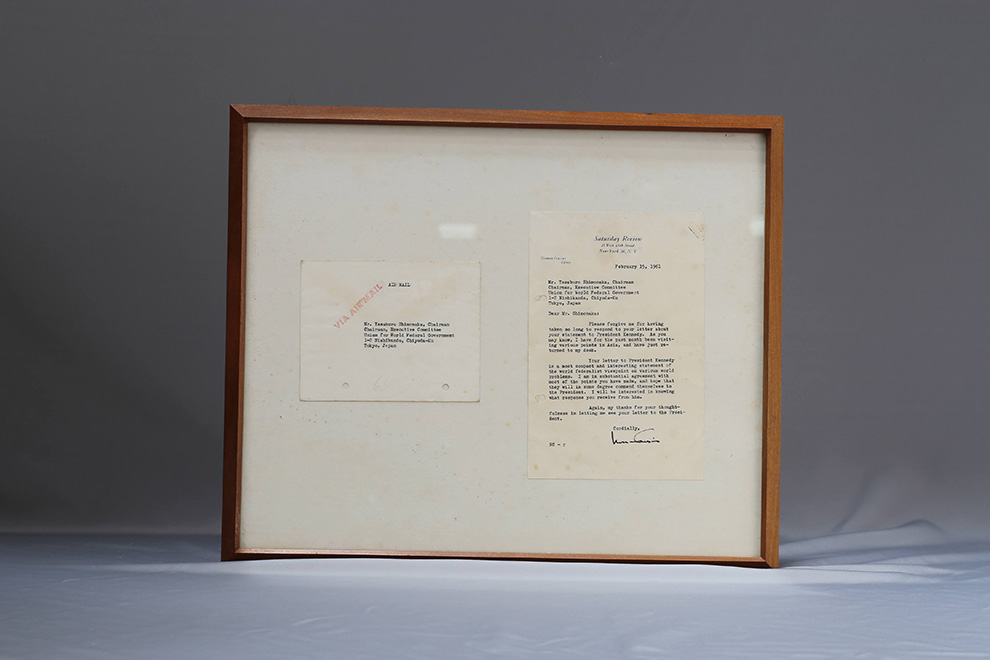 AIR MAIL
VIA AIR MAIL
Mr. Yasaburo Shimonaka, Chairman
Chairman, Executive Committee
Union for World Federal Government
1-2 Nishikanda, Chiyoda-Ku
Tokyo, Japan
Saturday Review
25 West 45th Street
New York 36, N. Y.
Editor
February 15, 1961
Mr. Yasaburo Shimonaka, Chairman
Chairman, Executive Committee
Union for World Federal Government
1-2 Nishikanda, Chiyoda-Ku
Tokyo, Japan
Dear Mr. Shimonaka:
Please forgive me for having
taken so long to respond to your letter about
your statement to President Kennedy. As you
may know, I have for the past month been visit-
ing various points in Asia, and have just re-
turned to my desk.
Your letter to President Kennedy
is a most cogent and interesting statement of
the world federalist viewpoint on various world
problems. I am in substantial agreement with
most of the points you have made, and hope that
they will in some degree commend themselves to
the President. I will be interested in knowing
what response you receive from him.
Again, my thanks for your thought-
fulness in letting me see your letter to the Presi-
dent.
Cordially,
NC - r